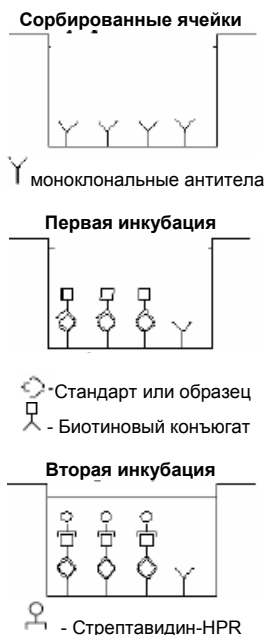 Сорбированные ячейки
моноклональные антитела
Первая инкубация
-Стандарт или образец
- Биотиновый конъюгат
Вторая инкубация
- Стрептавидин-HPR